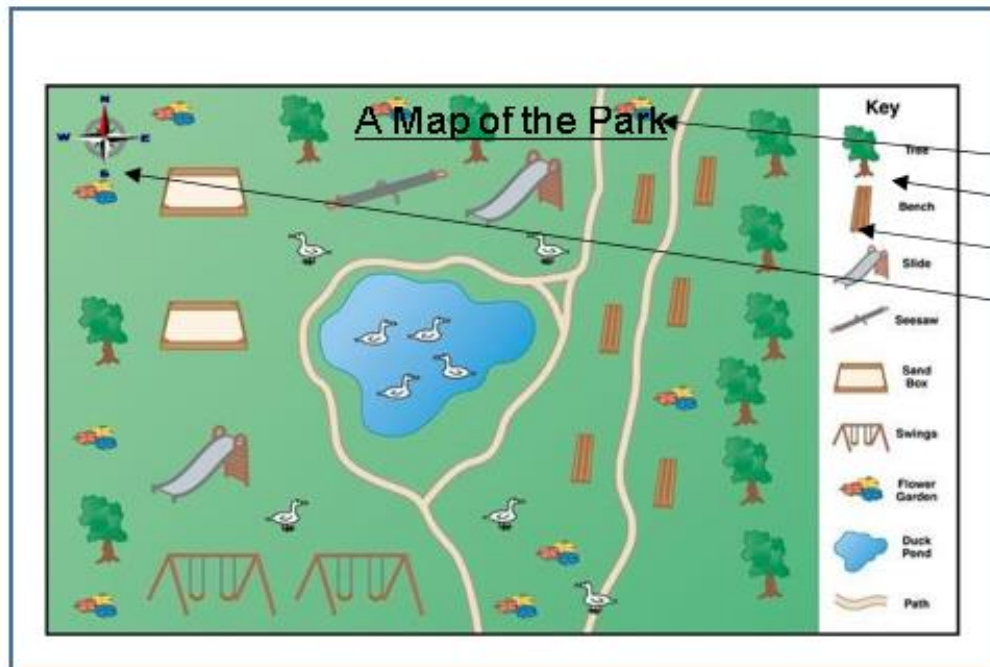 A Map of the Park
N
W E
S
Key
Tree
Bench
Slide
Seesaw
Sand
Box
Swings
Flower
Garden
Duck
Pond
Path